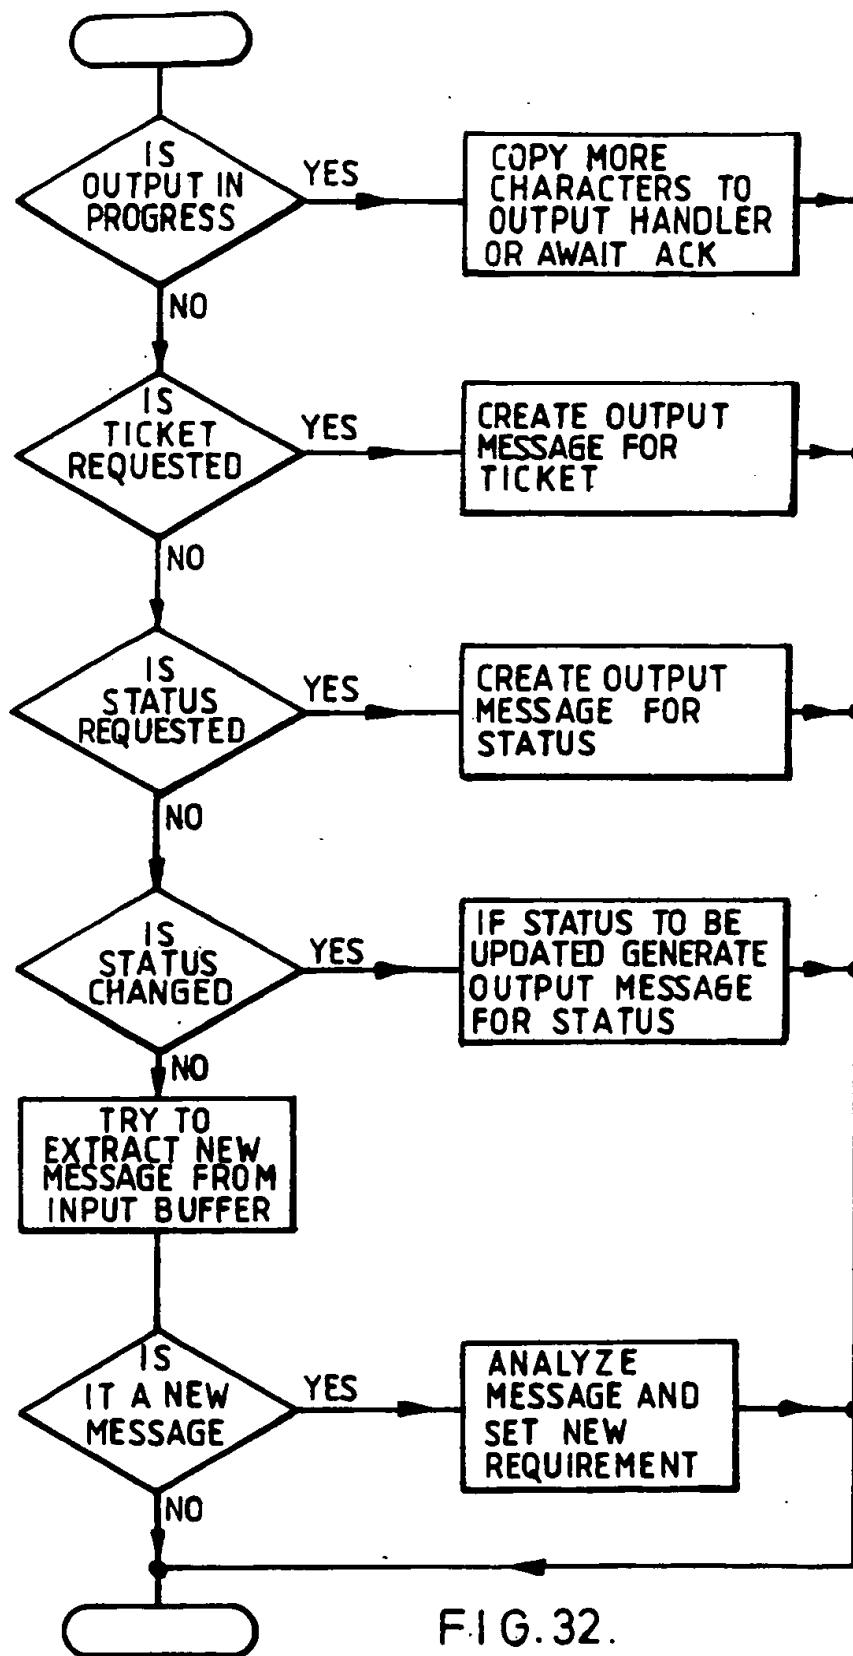 IS
OUTPUT IN
PROGRESS
YES
COPY MORE
CHARACTERS TO
OUTPUT HANDLER
OR AWAIT ACK
NO
IS
TICKET
REQUESTED
YES
CREATE OUTPUT
MESSAGE FOR
TICKET
NO
IS
STATUS
REQUESTED
YES
CREATE OUTPUT
MESSAGE FOR
STATUS
NO
IS
STATUS
CHANGED
YES
IF STATUS TO BE
UPDATED GENERATE
OUTPUT MESSAGE
FOR STATUS
NO
TRY TO
EXTRACT NEW
MESSAGE FROM
INPUT BUFFER
IS
IT A NEW
MESSAGE
YES
ANALYZE
MESSAGE AND
SET NEW
REQUIREMENT
NO
FIG.32.